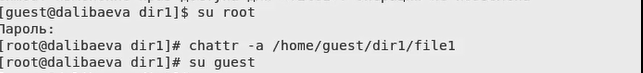 [guest@dalibaeva dir1]$ su root
Пароль:
[root@dalibaeva dir1]# chattr -a /home/guest/dir1/file1
[root@dalibaeva dir1]# su guest